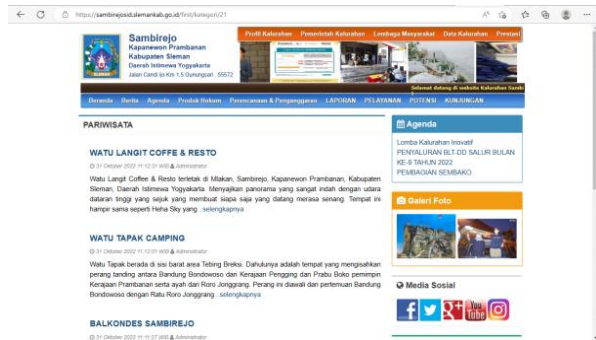 https://sambirejosid.slemankab.go.id/first/kategori/21
Sambirejo
Kapanewon Prambanan
Kabupaten Sleman
Daerah Istimewa Yogyakarta
Jalan Candi Ijo Km 1.5 Gunungsari 55572
Profil Kalurahan Pemerintah Kalurahan Lembaga Masyarakat Data Kalurahan Prestasi
Selamat datang di website Kalurahan Samb
Beranda Berita Agenda Produk Hukum Perencanaan & Penganggaran LAPORAN PELAYANAN POTENSI KUNJUNGAN
PARIWISATA
WATU LANGIT COFFE & RESTO
31 Oktober 2022 11:12:31 WIB Administrator
Watu Langit Coffee & Resto terletak di Mlakan, Sambirejo, Kapanewon Prambanan, Kabupaten
Sleman, Daerah Istimewa Yogyakarta. Menyajikan panorama yang sangat indah dengan udara
dataran tinggi yang sejuk yang membuat siapa saja yang datang merasa senang. Tempat ini
hampir sama seperti Heha Sky yang ..selengkapnya
WATU TAPAK CAMPING
31 Oktober 2022 11:12:01 WIB Administrator
Watu Tapak berada di sisi barat area Tebing Breksi. Dahulunya adalah tempat yang mengisahkan
perang tanding antara Bandung Bondowoso dari Kerajaan Pengging dan Prabu Boko pemimpin
Kerajaan Prambanan serta ayah dari Roro Jonggrang. Perang ini diawali dari pertemuan Bandung
Bondowoso dengan Ratu Roro Jonggrang ..selengkapnya
BALKONDES SAMBIREJO
31 Oktober 2022 11:11:27 WIB Administrator
Agenda
Lomba Kalurahan Inovatif
PENYALURAN BLT-DD SALUR BULAN
KE-9 TAHUN 2022
PEMBAGIAN SEMBAKO
Galeri Foto
Media Sosial
You Tube